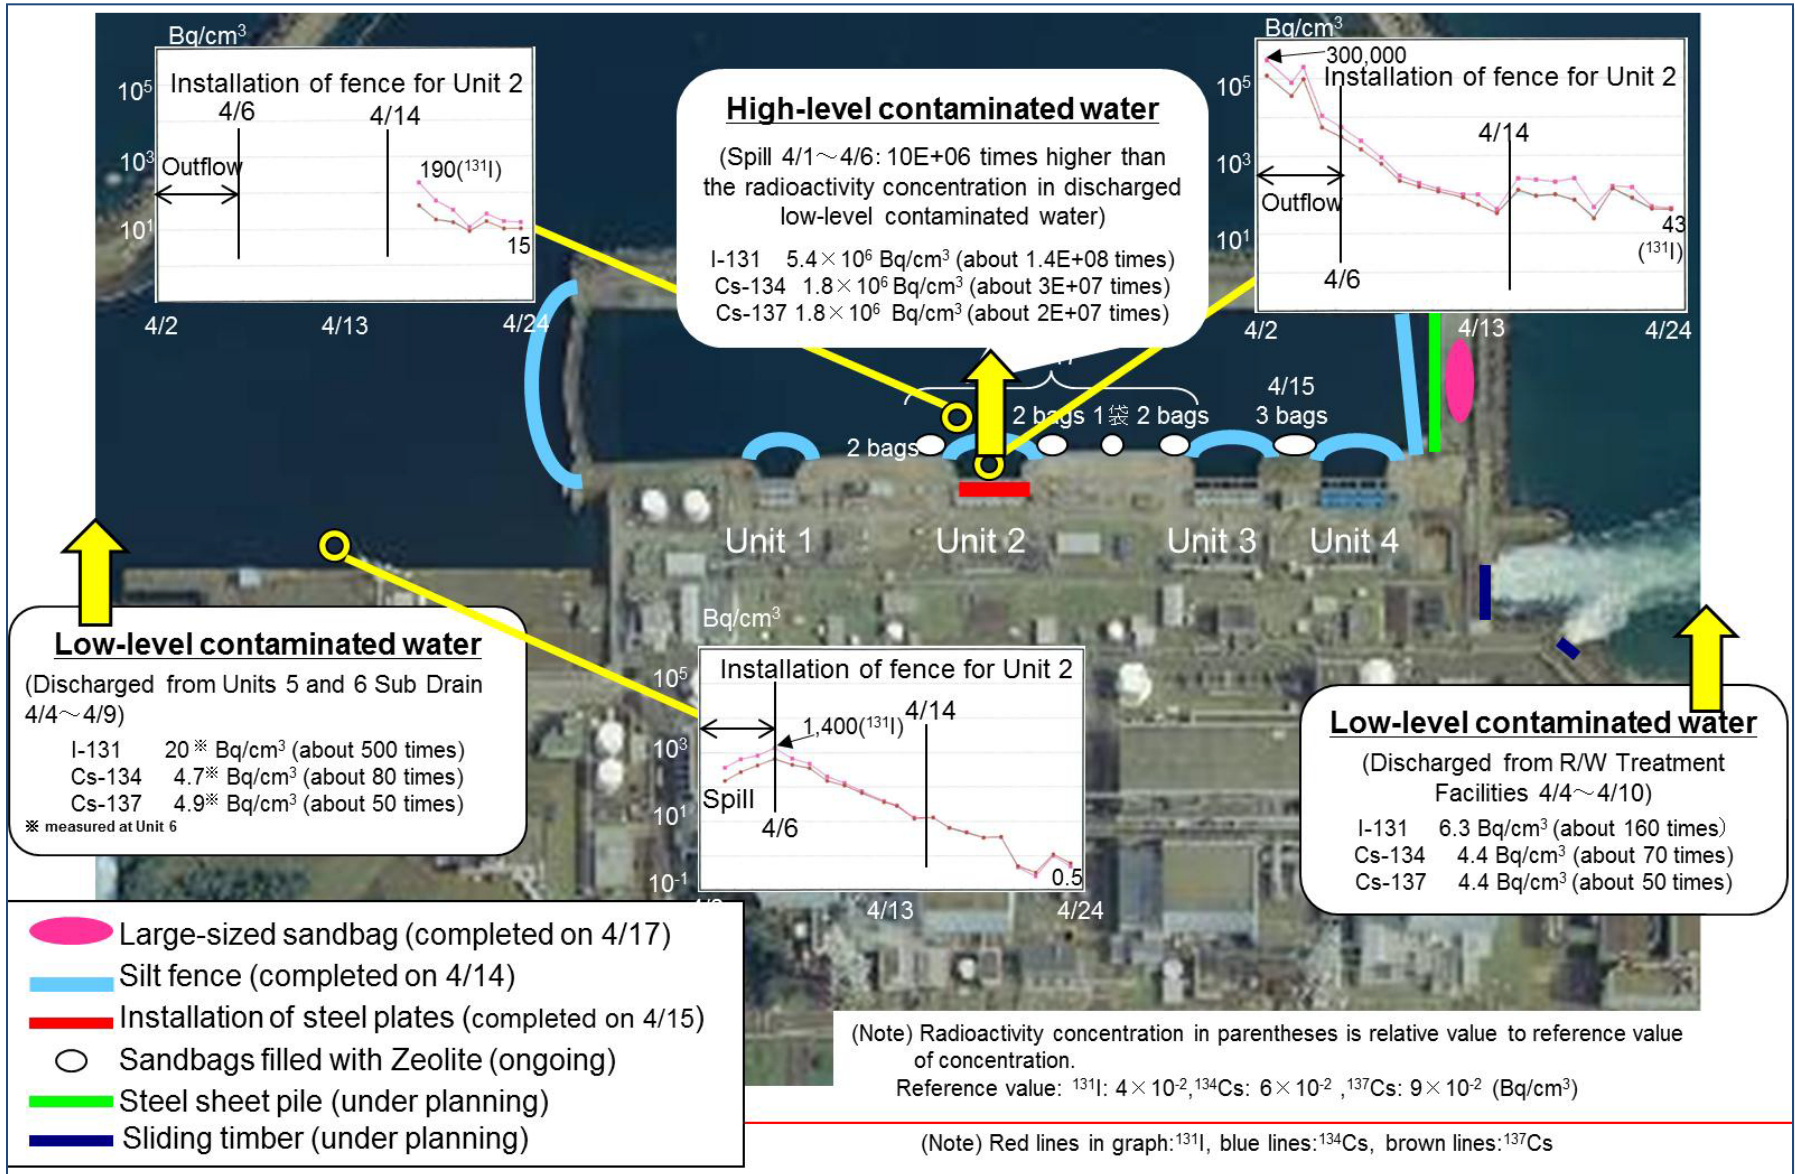 Bq/cm³
Installation of fence for Unit 2
4/6
4/14
10⁵
10³
10¹
Outflow
190(¹³¹I)
15
4/2
4/13
4/24
High-level contaminated water
(Spill 4/1～4/6: 10E+06 times higher than
the radioactivity concentration in discharged
low-level contaminated water)
I-131 5.4×10⁶ Bq/cm³ (about 1.4E+08 times)
Cs-134 1.8×10⁶ Bq/cm³ (about 3E+07 times)
Cs-137 1.8×10⁶ Bq/cm³ (about 2E+07 times)
Bq/cm³
300,000
Installation of fence for Unit 2
10⁵
4/14
10³
Outflow
10¹
43
(¹³¹I)
4/6
4/2
4/13
4/24
4/15
3 bags
2 bags 1袋 2 bags
2 bags
Unit 1
Unit 2
Unit 3
Unit 4
Low-level contaminated water
(Discharged from Units 5 and 6 Sub Drain
4/4～4/9)
I-131 20※ Bq/cm³ (about 500 times)
Cs-134 4.7※ Bq/cm³ (about 80 times)
Cs-137 4.9※ Bq/cm³ (about 50 times)
※ measured at Unit 6
Bq/cm³
Installation of fence for Unit 2
10⁵
4/14
1,400(¹³¹I)
10³
Spill
10¹
4/6
10⁻¹
0.5
4/13
4/24
Low-level contaminated water
(Discharged from R/W Treatment
Facilities 4/4～4/10)
I-131 6.3 Bq/cm³ (about 160 times)
Cs-134 4.4 Bq/cm³ (about 70 times)
Cs-137 4.4 Bq/cm³ (about 50 times)
Large-sized sandbag (completed on 4/17)
Silt fence (completed on 4/14)
Installation of steel plates (completed on 4/15)
Sandbags filled with Zeolite (ongoing)
Steel sheet pile (under planning)
Sliding timber (under planning)
(Note) Radioactivity concentration in parentheses is relative value to reference value
of concentration.
Reference value: ¹³¹I: 4×10⁻²,¹³⁴Cs: 6×10⁻² ,¹³⁷Cs: 9×10⁻² (Bq/cm³)
(Note) Red lines in graph:¹³¹I, blue lines:¹³⁴Cs, brown lines:¹³⁷Cs